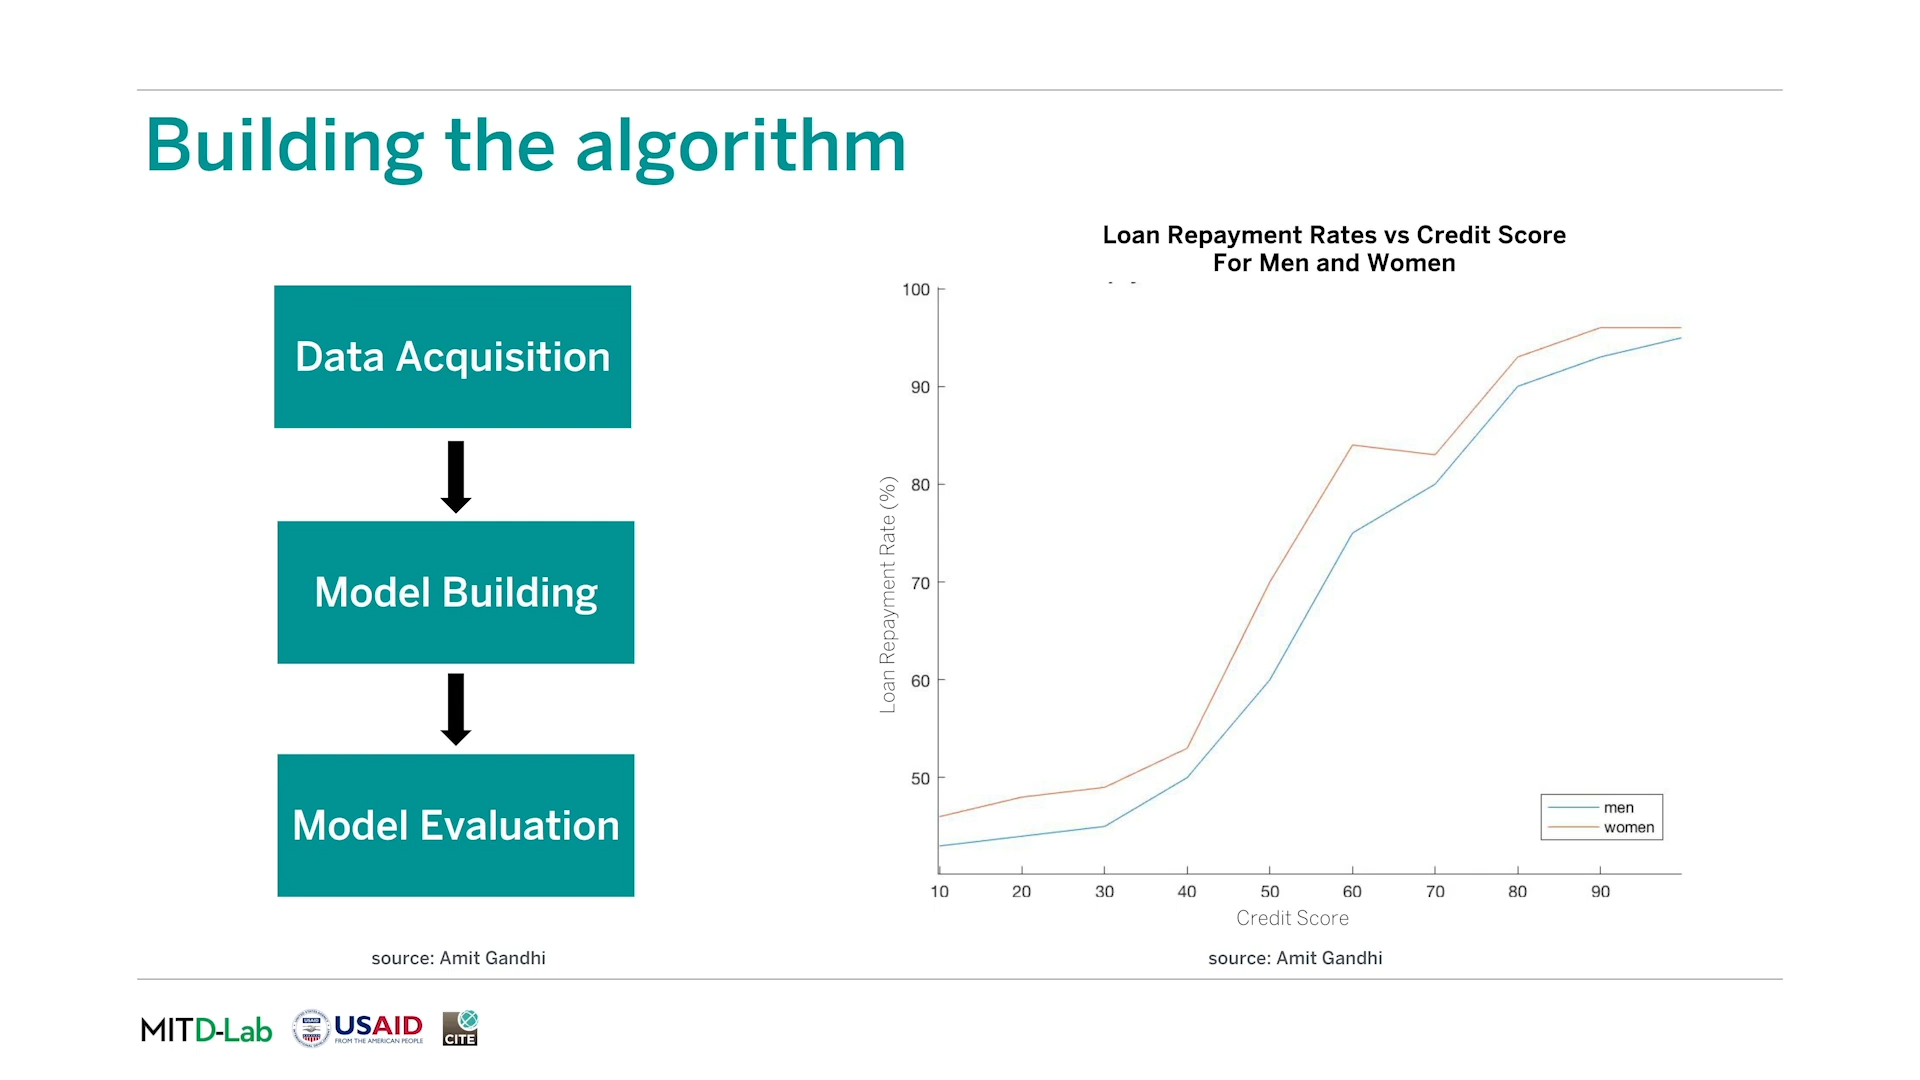 Building the algorithm
Data Acquisition
Model Building
Model Evaluation
source: Amit Gandhi
Loan Repayment Rates vs Credit Score
For Men and Women
100
90
80
70
60
50
Loan Repayment Rate (%)
men
women
10 20 30 40 50 60 70 80 90
Credit Score
source: Amit Gandhi
MIT D-Lab
USAID
FROM THE AMERICAN PEOPLE
CITE